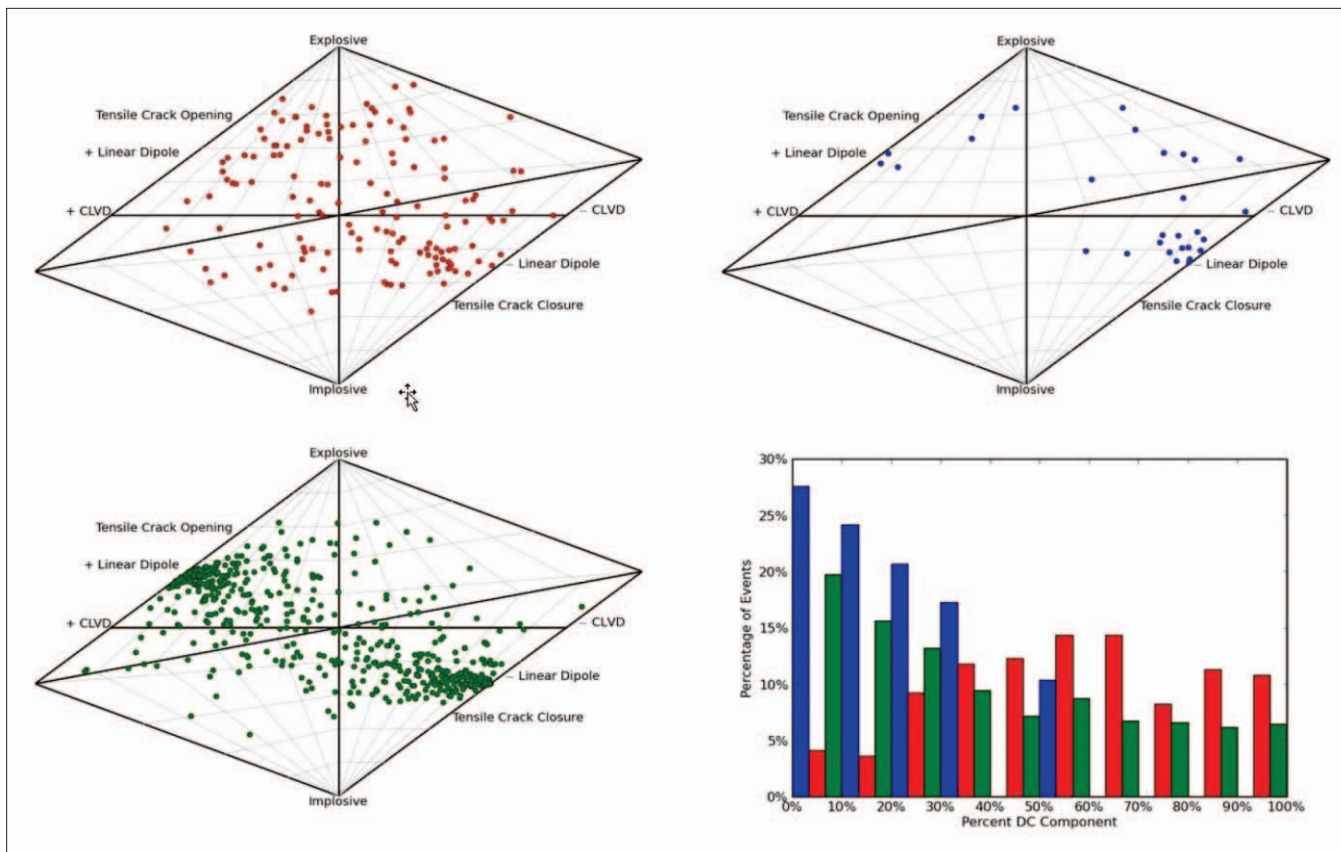 Explosive
Tensile Crack Opening
+ Linear Dipole
+ CLVD
− CLVD
− Linear Dipole
Tensile Crack Closure
Implosive
Explosive
Tensile Crack Opening
+ Linear Dipole
+ CLVD
− CLVD
− Linear Dipole
Tensile Crack Closure
Implosive
Explosive
Tensile Crack Opening
+ Linear Dipole
+ CLVD
− CLVD
− Linear Dipole
Tensile Crack Closure
Implosive
30%
25%
20%
15%
10%
5%
0%
Percentage of Events
0% 10% 20% 30% 40% 50% 60% 70% 80% 90% 100%
Percent DC Component